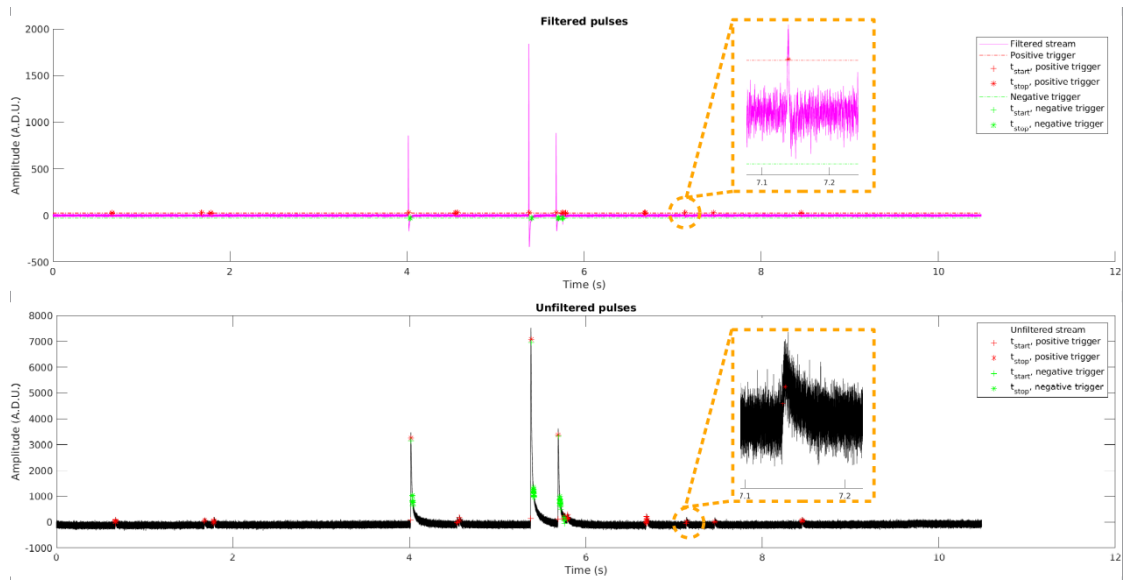 Filtered pulses
2000
1500
1000
500
0
-500
Amplitude (A.D.U.)
0 2 4 6 8 10 12
Time (s)
7.1 7.2
Filtered stream
Positive trigger
t_start, positive trigger
t_stop, positive trigger
Negative trigger
t_start, negative trigger
t_stop, negative trigger
Unfiltered pulses
8000
7000
6000
5000
4000
3000
2000
1000
0
-1000
Amplitude (A.D.U.)
0 2 4 6 8 10 12
Time (s)
7.1 7.2
Unfiltered stream
t_start, positive trigger
t_stop, positive trigger
t_start, negative trigger
t_stop, negative trigger